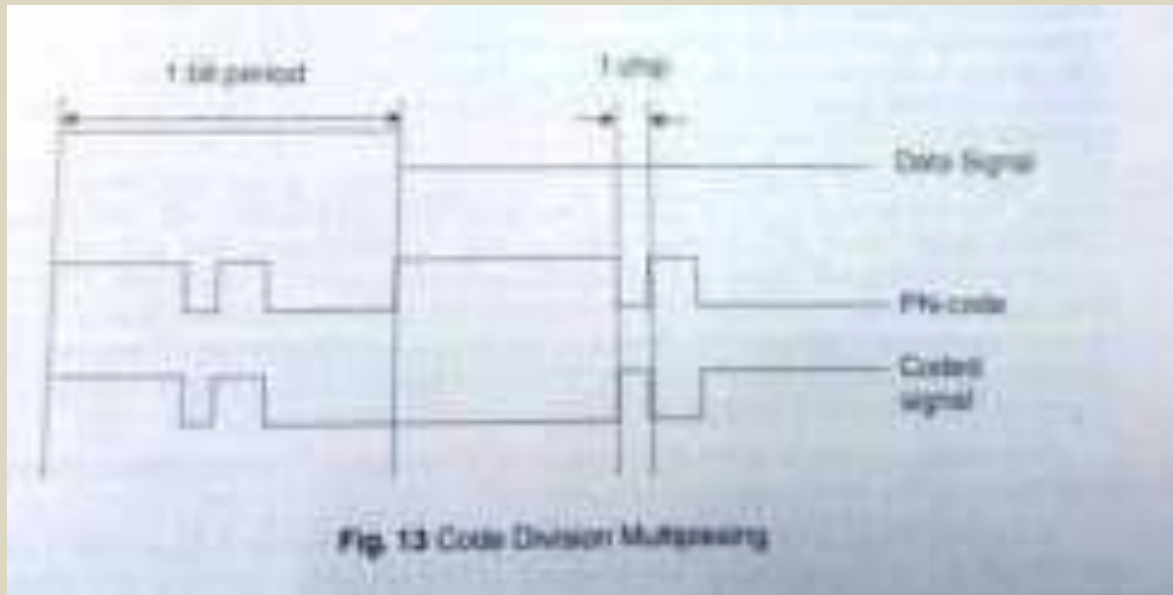 1 bit period
1 chip
Data Signal
PN-code
Coded
signal
Fig. 13 Code Division Multiplexing